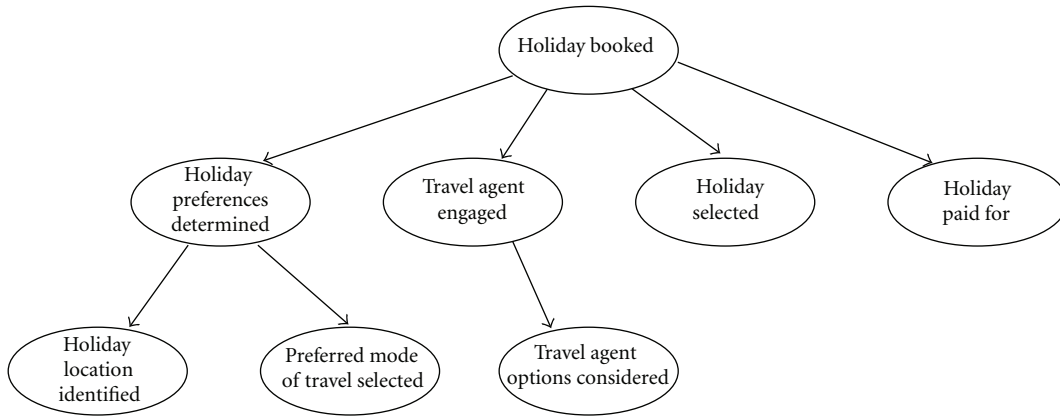 Holiday booked
Holiday
preferences
determined
Travel agent
engaged
Holiday
selected
Holiday
paid for
Holiday
location
identified
Preferred mode
of travel selected
Travel agent
options considered